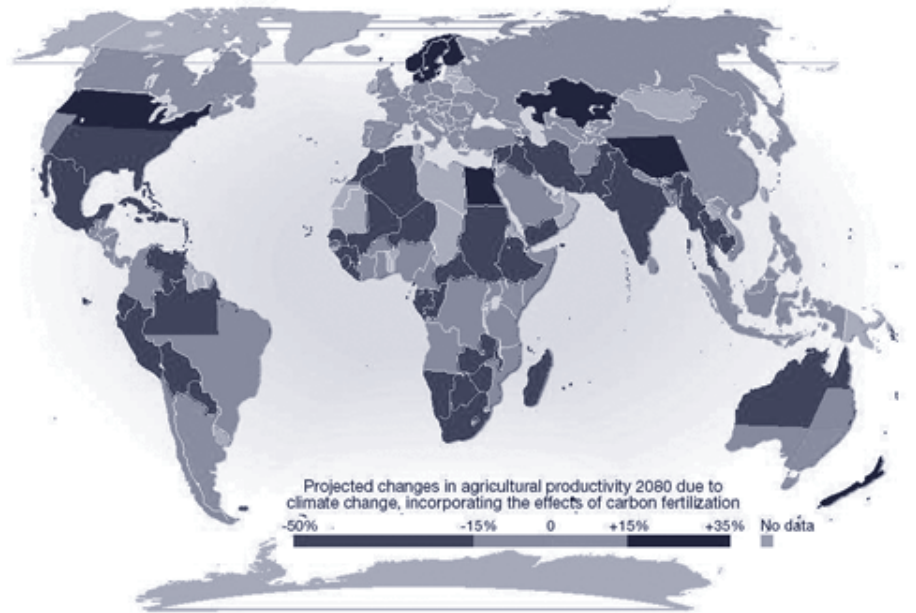 Projected changes in agricultural productivity 2080 due to
climate change, incorporating the effects of carbon fertilization
-50% -15% 0 +15% +35% No data